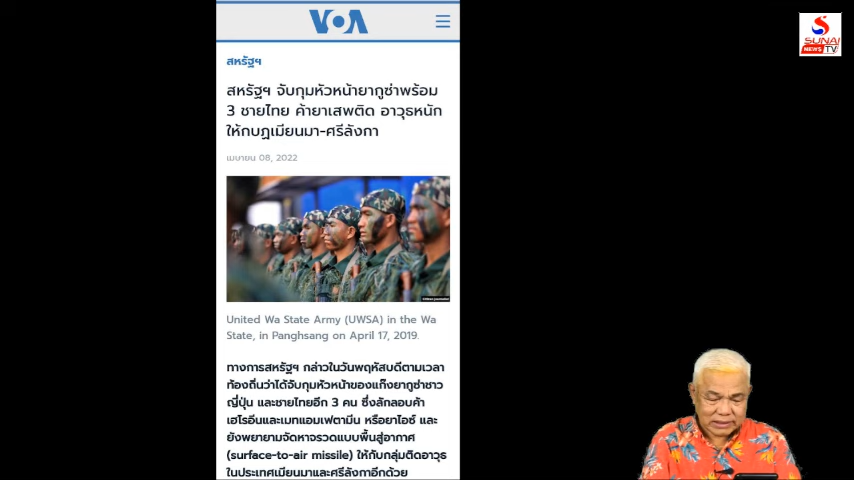 VOA
SUNAI
NEWS TV
สหรัฐฯ
สหรัฐฯ จับกุมหัวหน้ายากูซ่าพร้อม
3 ชายไทย ค้ายาเสพติด อาวุธหนัก
ให้กบฏเมียนมา-ศรีลังกา
เมษายน 08, 2022
United Wa State Army (UWSA) in the Wa
State, in Panghsang on April 17, 2019.
ทางการสหรัฐฯ กล่าวในวันพฤหัสบดีตามเวลา
ท้องถิ่นว่าได้จับกุมหัวหน้าของแก๊งยากูซ่าชาว
ญี่ปุ่น และชายไทยอีก 3 คน ซึ่งลักลอบค้า
เฮโรอีนและเมทแอมเฟตามีน หรือยาไอซ์ และ
ยังพยายามจัดหาจรวดแบบพื้นสู่อากาศ
(surface-to-air missile) ให้กับกลุ่มติดอาวุธ
ในประเทศเมียนมาและศรีลังกาอีกด้วย